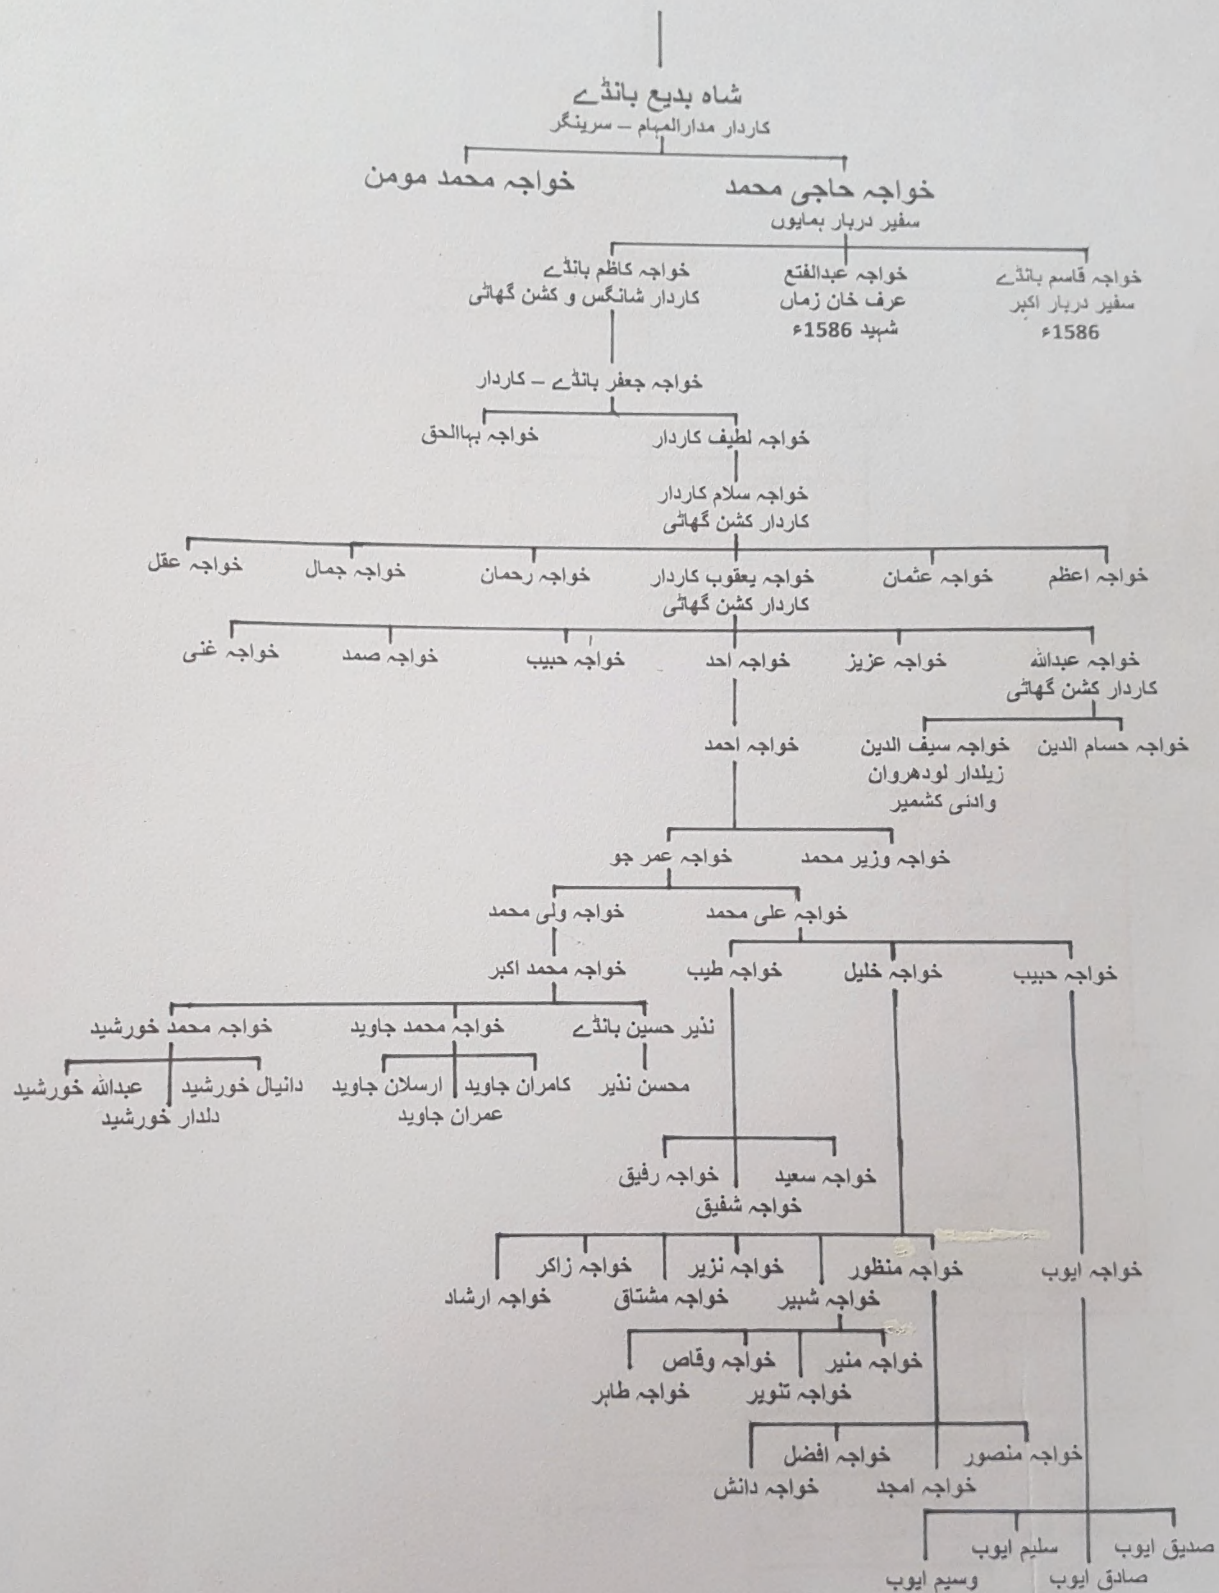 شاہ بدیع بانڈے
کاردار مدارالمہام – سرینگر
خواجہ حاجی محمد
سفیر دربار ہمایوں
خواجہ محمد مومن
خواجہ قاسم بانڈے
سفیر دربار اکبر
1586ء
خواجہ عبدالفتع
عرف خان زماں
شہید 1586ء
خواجہ کاظم بانڈے
کاردار شانگس و کشن گھاٹی
خواجہ جعفر بانڈے – کاردار
خواجہ لطیف کاردار
خواجہ بہاالحق
خواجہ سلام کاردار
کاردار کشن گھاٹی
خواجہ اعظم
خواجہ عثمان
خواجہ یعقوب کاردار
کاردار کشن گھاٹی
خواجہ رحمان
خواجہ جمال
خواجہ عقل
خواجہ عبداللہ
کاردار کشن گھاٹی
خواجہ عزیز
خواجہ احد
خواجہ حبیب
خواجہ صمد
خواجہ غنی
خواجہ حسام الدین
خواجہ سیف الدین
زیلدار لودھروان
وادئی کشمیر
خواجہ احمد
خواجہ وزیر محمد
خواجہ عمر جو
خواجہ علی محمد
خواجہ ولی محمد
خواجہ حبیب
خواجہ خلیل
خواجہ طیب
خواجہ محمد اکبر
نذیر حسین بانڈے
خواجہ محمد جاوید
خواجہ محمد خورشید
محسن نذیر
کامران جاوید
ارسلان جاوید
عمران جاوید
دانیال خورشید
عبداللہ خورشید
دلدار خورشید
خواجہ سعید
خواجہ رفیق
خواجہ شفیق
خواجہ ایوب
خواجہ منظور
خواجہ نزیر
خواجہ زاکر
خواجہ شبیر
خواجہ مشتاق
خواجہ ارشاد
خواجہ منیر
خواجہ وقاص
خواجہ تنویر
خواجہ طاہر
خواجہ منصور
خواجہ افضل
خواجہ امجد
خواجہ دانش
صدیق ایوب
سلیم ایوب
صادق ایوب
وسیم ایوب